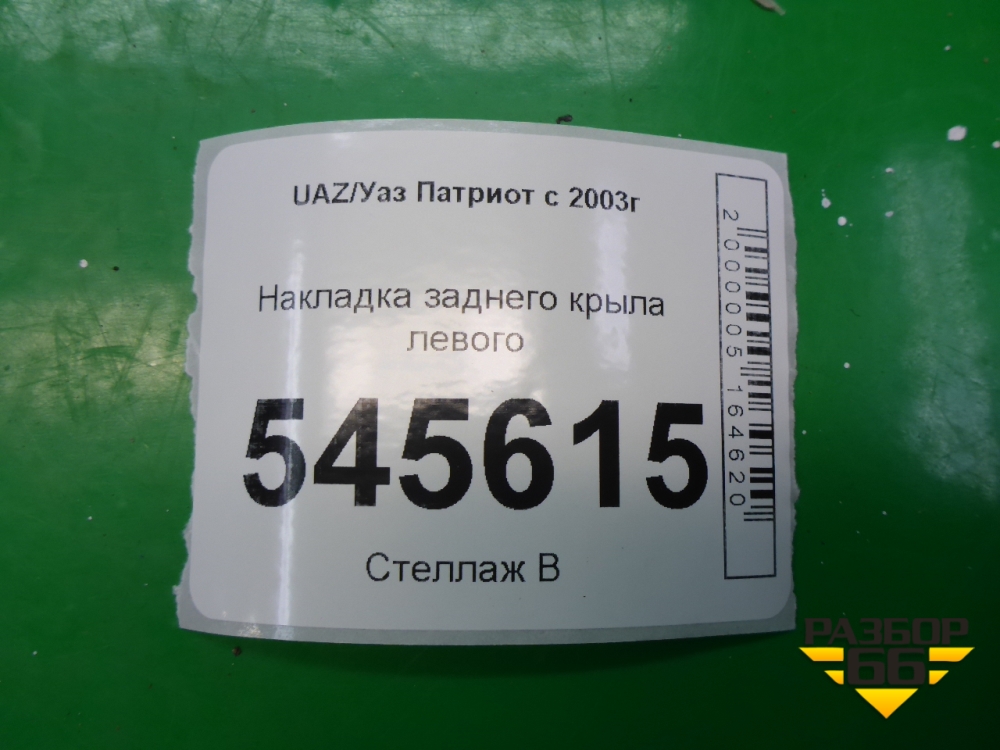 UAZ/Уаз Патриот с 2003г
Накладка заднего крыла
левого
545615
Стеллаж В
2000005164620
РАЗБОР
66